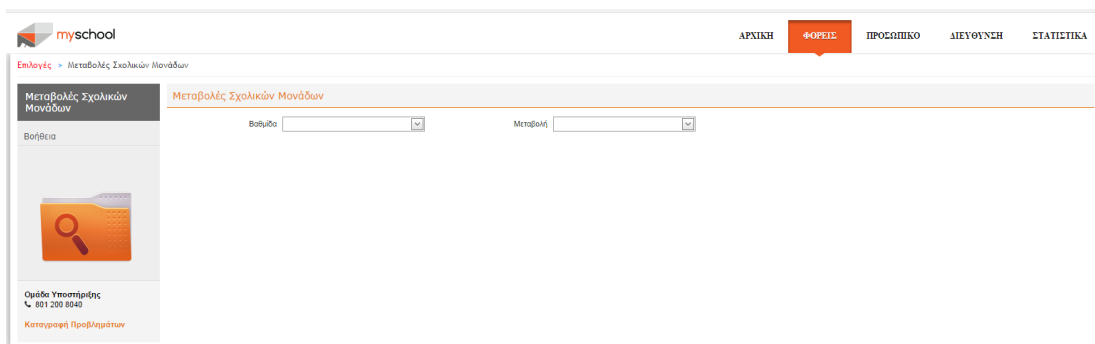 myschool
ΑΡΧΙΚΗ ΦΟΡΕΙΣ ΠΡΟΣΩΠΙΚΟ ΔΙΕΥΘΥΝΣΗ ΣΤΑΤΙΣΤΙΚΑ
Επιλογές > Μεταβολές Σχολικών Μονάδων
Μεταβολές Σχολικών
Μονάδων
Μεταβολές Σχολικών Μονάδων
Βαθμίδα
Μεταβολή
Βοήθεια
Ομάδα Υποστήριξης
801 200 8040
Καταγραφή Προβλημάτων